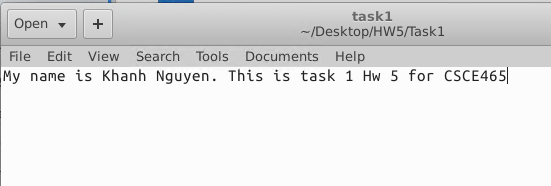 Open
+
task1
~/Desktop/HW5/Task1
File Edit View Search Tools Documents Help
My name is Khanh Nguyen. This is task 1 Hw 5 for CSCE465